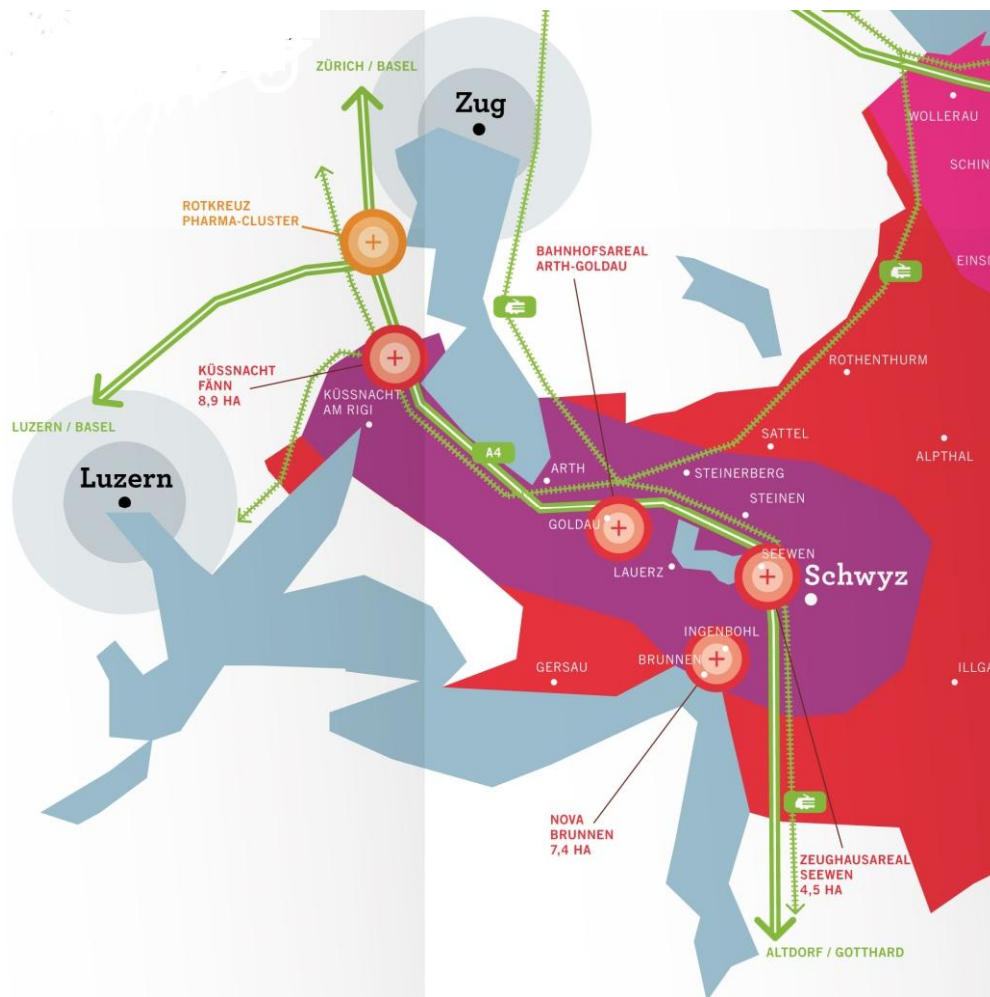 ZÜRICH / BASEL
Zug
WOLLERAU
SCHIN
ROTKREUZ
PHARMA-CLUSTER
BAHNHOFSAREAL
ARTH-GOLDAU
EINSI
KÜSSNACHT
FÄNN
8,9 HA
KÜSSNACHT
AM RIGI
ROTHENTHURM
LUZERN / BASEL
A4
SATTEL
ALPTHAL
Luzern
ARTH
STEINERBERG
STEINEN
GOLDAU
SEEWEN
LAUERZ
Schwyz
INGENBOHL
BRUNNEN
GERSAU
ILLGA
NOVA
BRUNNEN
7,4 HA
ZEUGHAUSAREAL
SEEWEN
4,5 HA
ALTDORF / GOTTHARD